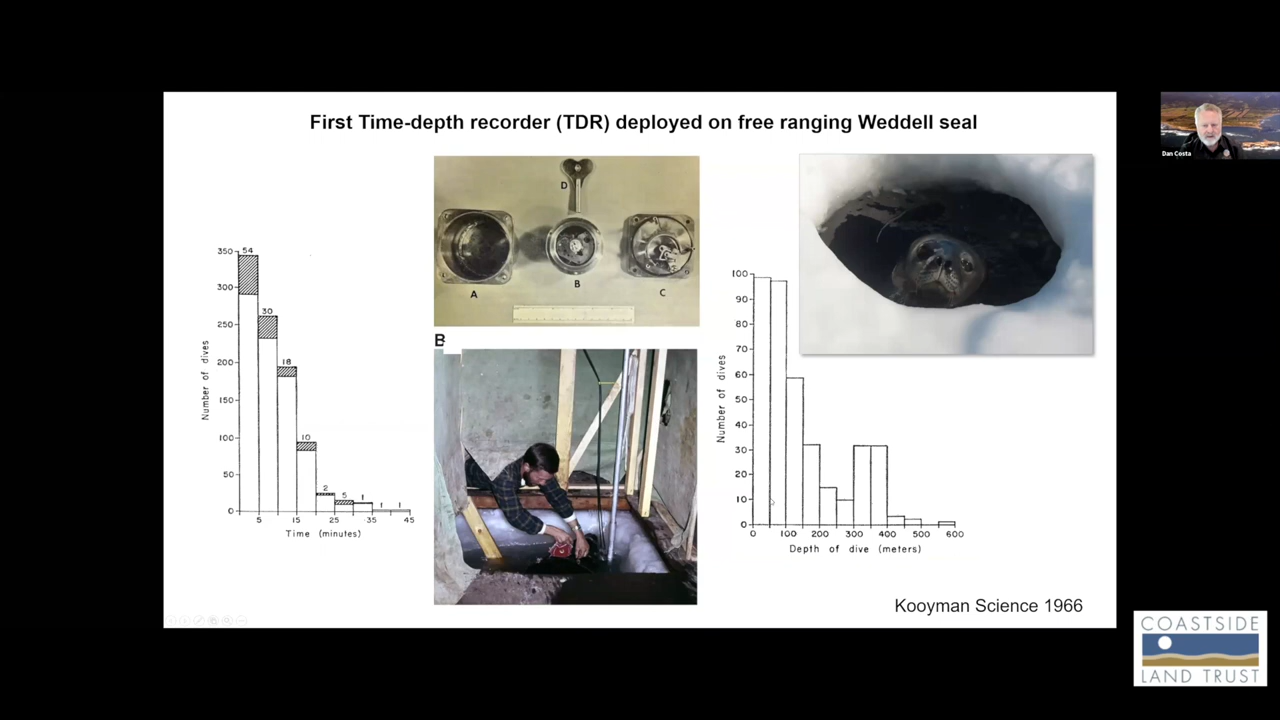 First Time-depth recorder (TDR) deployed on free ranging Weddell seal
Dan Costa
350
300
250
200
150
100
50
0
Number of dives
54
30
18
10
2
5
1
1
1
5
15
25
35
45
Time (minutes)
D
A
B
C
B
100
90
80
70
60
50
40
30
20
10
0
Number of dives
0
100
200
300
400
500
600
Depth of dive (meters)
Kooyman Science 1966
COASTSIDE
LAND TRUST